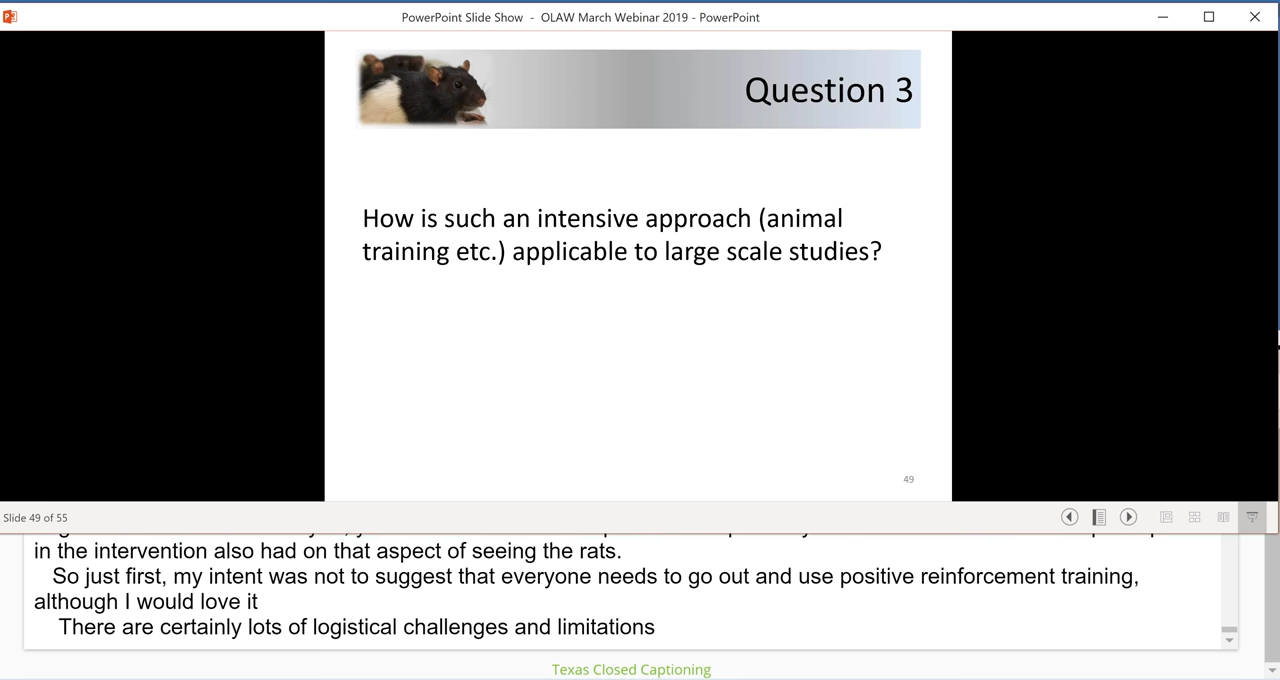 PowerPoint Slide Show - OLAW March Webinar 2019 - PowerPoint
Question 3
How is such an intensive approach (animal
training etc.) applicable to large scale studies?
49
Slide 49 of 55
in the intervention also had on that aspect of seeing the rats.
So just first, my intent was not to suggest that everyone needs to go out and use positive reinforcement training,
although I would love it
There are certainly lots of logistical challenges and limitations
Texas Closed Captioning